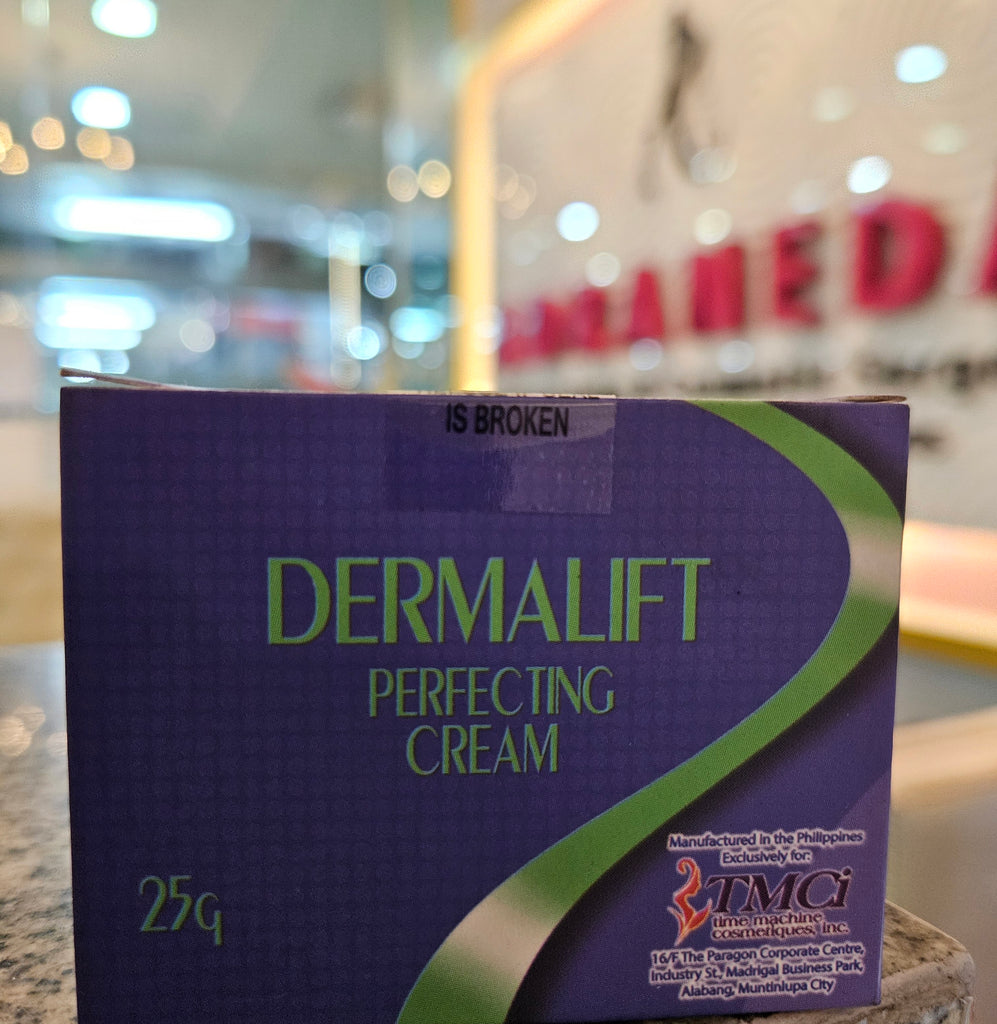 IS BROKEN
DERMALIFT
PERFECTING
CREAM
25g
Manufactured in the Philippines
Exclusively for:
TMCi
time machine
cosmetiques, inc.
16/F The Paragon Corporate Centre,
Industry St., Madrigal Business Park,
Alabang, Muntinlupa City